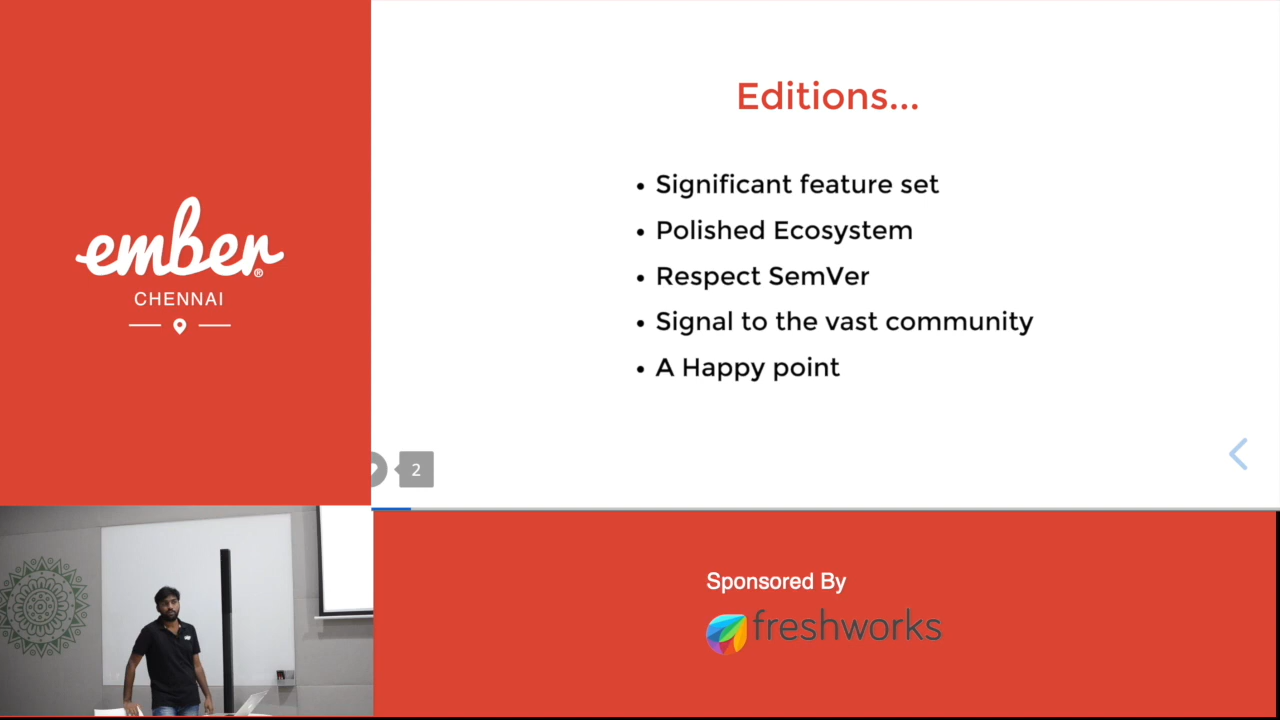 ember®
CHENNAI
Editions...
• Significant feature set
• Polished Ecosystem
• Respect SemVer
• Signal to the vast community
• A Happy point
2
Sponsored By
freshworks